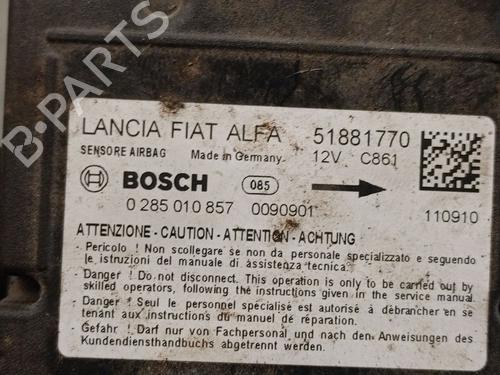 LANCIA FIAT ALFA 51881770
SENSORE AIRBAG Made in Germany 12V C861
BOSCH 085
0 285 010 857 0090901 110910
ATTENZIONE - CAUTION - ATTENTION - ACHTUNG
- Pericolo ! Non scollegare se non da personale specializzato e seguendo
le istruzioni del manuale di assistenza tecnica.
- Danger ! Do not disconnect. This operation is only to be carried out by
skilled operators, following the instructions given in the service manual.
- Danger ! Seul le personnel spécialisé est autorisé à débrancher en se
tenant aux instructions du manuel de réparation.
- Gefahr ! Darf nur von Fachpersonal und nach den Anweisungen des
Kundendiensthandbuchs abgetrennt werden.